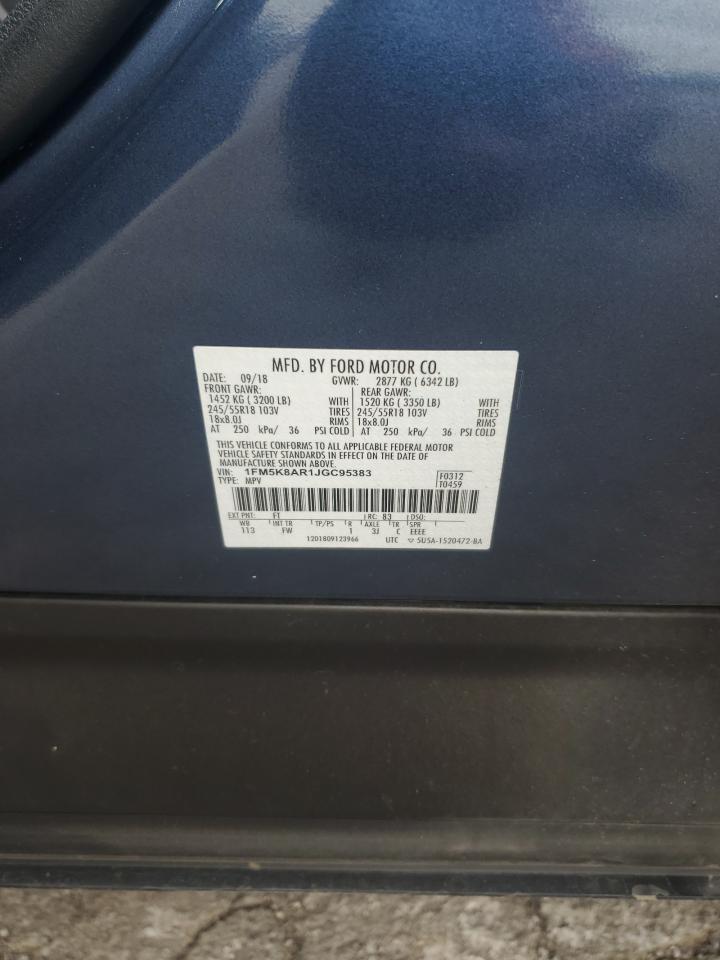 MFD. BY FORD MOTOR CO.
DATE: 09/18 GVWR: 2877 KG ( 6342 LB)
FRONT GAWR: REAR GAWR:
1452 KG ( 3200 LB) WITH 1520 KG ( 3350 LB) WITH
245/55R18 103V TIRES 245/55R18 103V TIRES
18x8.0J RIMS 18x8.0J RIMS
AT 250 kPa/ 36 PSI COLD AT 250 kPa/ 36 PSI COLD
THIS VEHICLE CONFORMS TO ALL APPLICABLE FEDERAL MOTOR
VEHICLE SAFETY STANDARDS IN EFFECT ON THE DATE OF
MANUFACTURE SHOWN ABOVE.
VIN: 1FM5K8AR1JGC95383 F0312
TYPE: MPV T0459
EXT PNT: FT RC: 83 DSO:
WB INT TR TP/PS R AXLE TR SPR
113 FW 1 3J C EEEE
1201809123966 UTC ▽ 5U5A-1520472-BA